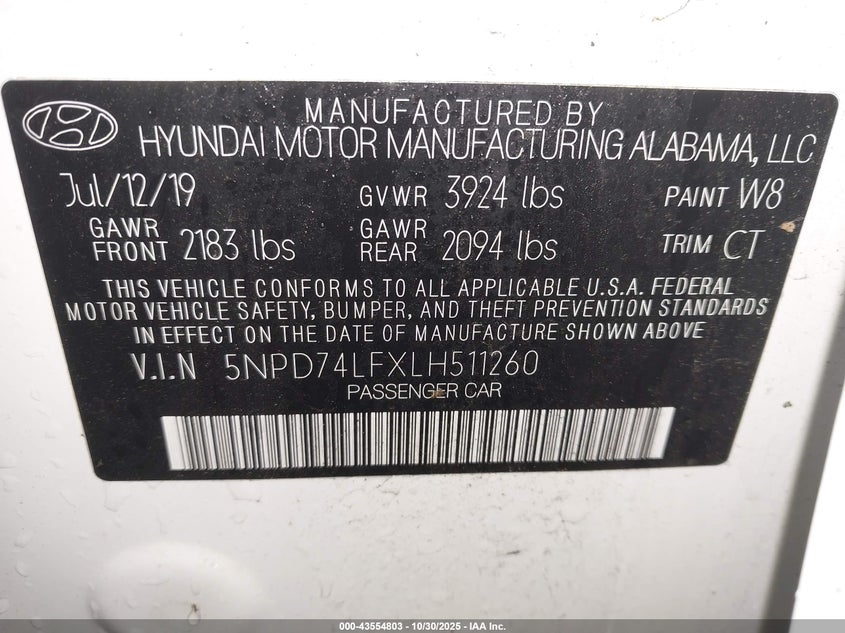 MANUFACTURED BY
HYUNDAI MOTOR MANUFACTURING ALABAMA, LLC
Jul/12/19 GVWR 3924 lbs PAINT W8
GAWR FRONT 2183 lbs GAWR REAR 2094 lbs TRIM CT
THIS VEHICLE CONFORMS TO ALL APPLICABLE U.S.A. FEDERAL
MOTOR VEHICLE SAFETY, BUMPER, AND THEFT PREVENTION STANDARDS
IN EFFECT ON THE DATE OF MANUFACTURE SHOWN ABOVE
V.I.N 5NPD74LFXLH511260
PASSENGER CAR
000-43554803 - 10/30/2025 - IAA Inc.